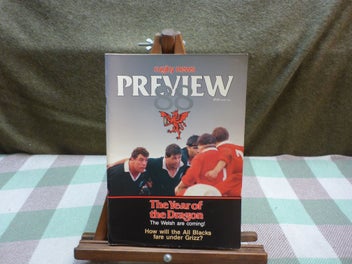 rugby news
PREVIEW
88
The Year of
the Dragon
The Welsh are coming!
How will the All Blacks
fare under Grizz?